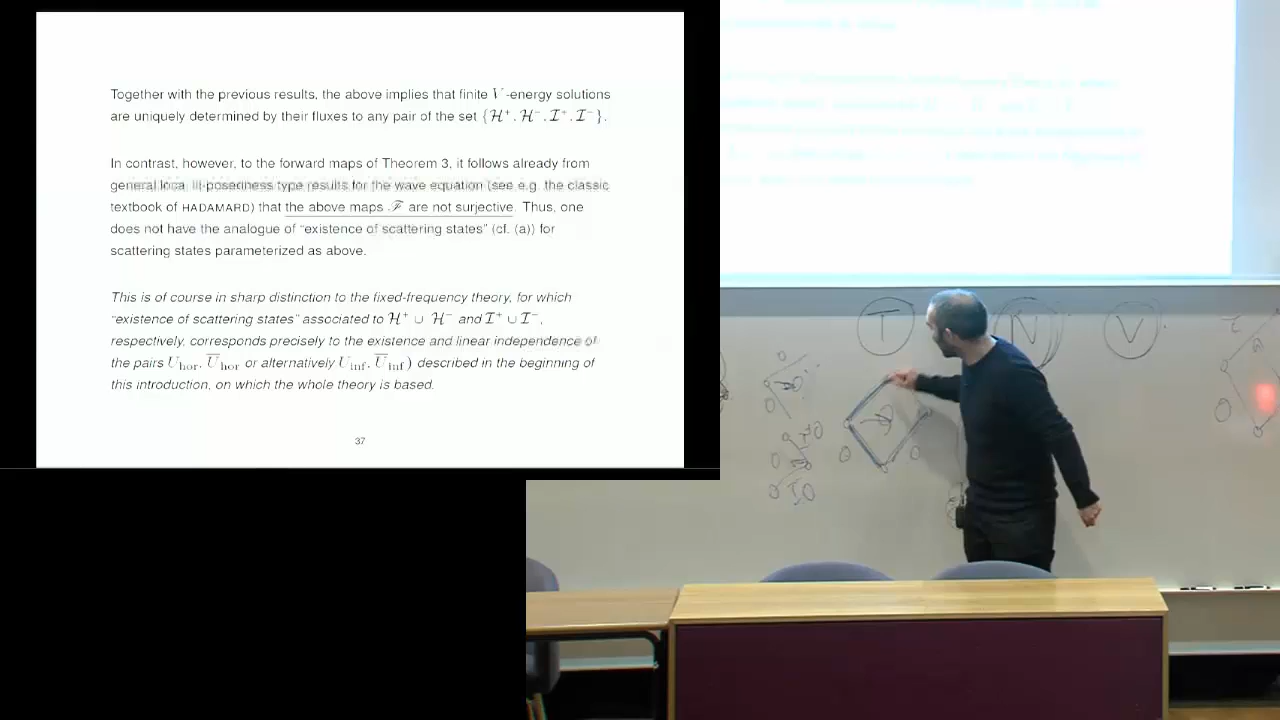 Together with the previous results, the above implies that finite V-energy solutions
are uniquely determined by their fluxes to any pair of the set {ℋ⁺, ℋ⁻, ℐ⁺, ℐ⁻}.
In contrast, however, to the forward maps of Theorem 3, it follows already from
general local ill-posedness type results for the wave equation (see e.g. the classic
textbook of HADAMARD) that the above maps ℱ are not surjective. Thus, one
does not have the analogue of “existence of scattering states” (cf. (a)) for
scattering states parameterized as above.
This is of course in sharp distinction to the fixed-frequency theory, for which
“existence of scattering states” associated to ℋ⁺ ∪ ℋ⁻ and ℐ⁺ ∪ ℐ⁻,
respectively, corresponds precisely to the existence and linear independence of
the pairs U_hor, U̅_hor or alternatively U_inf, U̅_inf) described in the beginning of
this introduction, on which the whole theory is based.
37
T N V